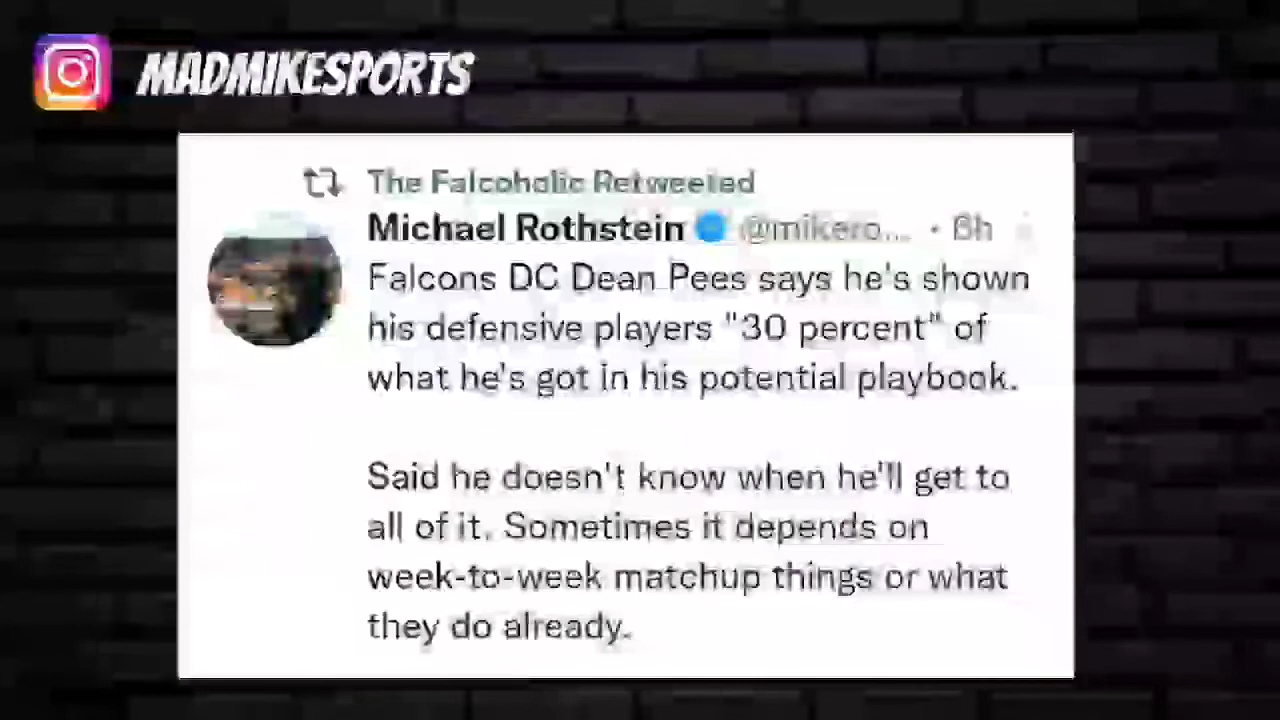 MADMIKESPORTS
The Falcoholic Retweeted
Michael Rothstein @mikero... • 6h
Falcons DC Dean Pees says he's shown
his defensive players "30 percent" of
what he's got in his potential playbook.
Said he doesn't know when he'll get to
all of it. Sometimes it depends on
week-to-week matchup things or what
they do already.